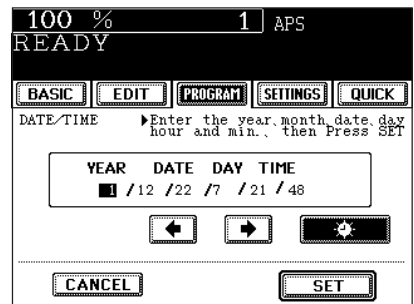 100 % 1 APS
READY
BASIC EDIT PROGRAM SETTINGS QUICK
DATE/TIME ▶Enter the year,month,date,day
hour and min., then Press SET
YEAR DATE DAY TIME
1 /12 /22 /7 /21 /48
CANCEL SET